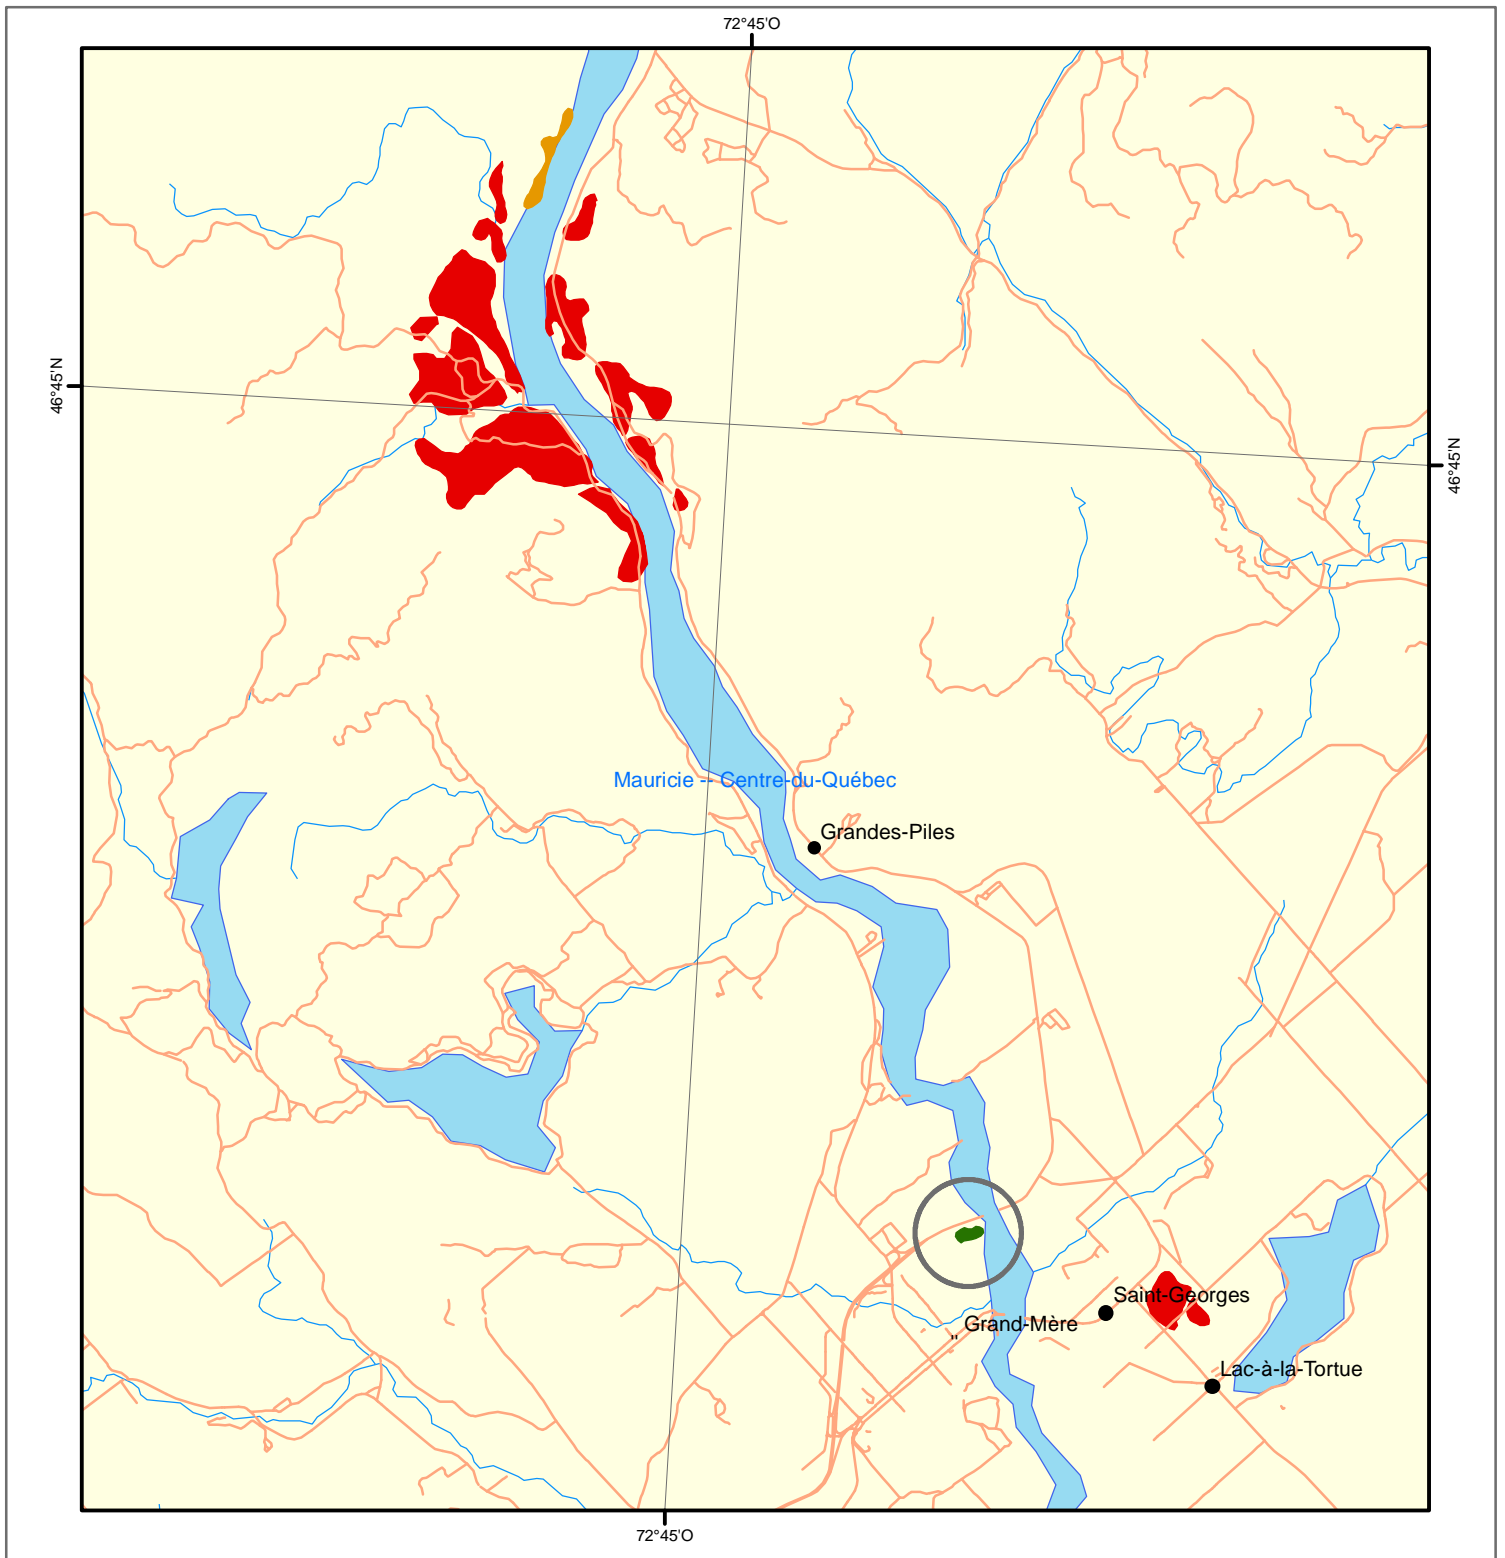 72°45'O
46°45'N
46°45'N
Mauricie -- Centre-du-Québec
Grandes-Piles
Saint-Georges
" Grand-Mère
Lac-à-la-Tortue
72°45'O